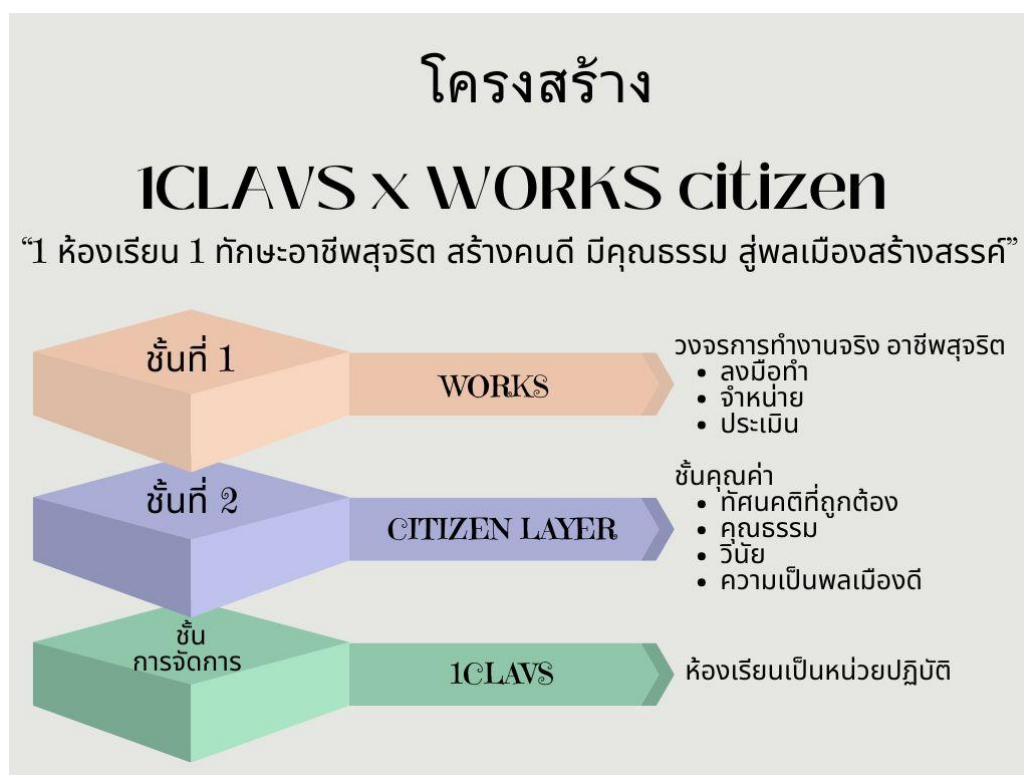 โครงสร้าง
1CLAVS x WORKS citizen
“1 ห้องเรียน 1 ทักษะอาชีพสุจริต สร้างคนดี มีคุณธรรม สู่พลเมืองสร้างสรรค์”
ชั้นที่ 1
WORKS
วงจรการทำงานจริง อาชีพสุจริต
• ลงมือทำ
• จำหน่าย
• ประเมิน
ชั้นที่ 2
CITIZEN LAYER
ชั้นคุณค่า
• ทัศนคติที่ถูกต้อง
• คุณธรรม
• วินัย
• ความเป็นพลเมืองดี
ชั้น
การจัดการ
1CLAVS
ห้องเรียนเป็นหน่วยปฏิบัติ